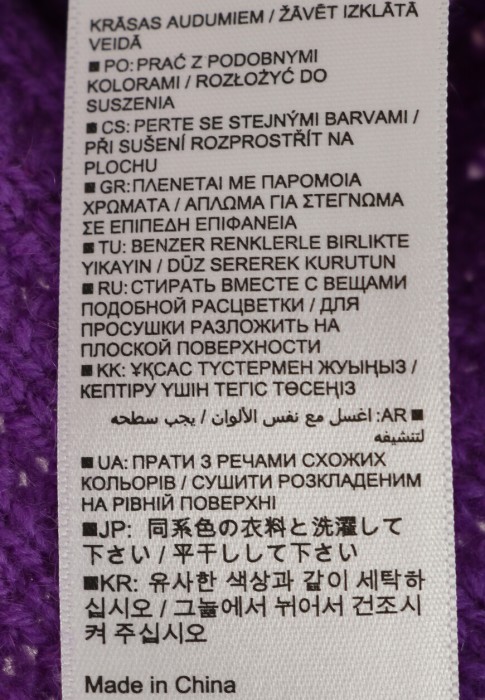 KRĀSAS AUDUMIEM / ŽĀVĒT IZKLĀTĀ
VEIDĀ
■ PO: PRAĆ Z PODOBNYMI
KOLORAMI / ROZŁOŻYĆ DO
SUSZENIA
■ CS: PERTE SE STEJNÝMI BARVAMI /
PŘI SUŠENÍ ROZPROSTŘÍT NA
PLOCHU
■ GR: ΠΛΕΝΕΤΑΙ ΜΕ ΠΑΡΟΜΟΙΑ
ΧΡΩΜΑΤΑ / ΑΠΛΩΜΑ ΓΙΑ ΣΤΕΓΝΩΜΑ
ΣΕ ΕΠΙΠΕΔΗ ΕΠΙΦΑΝΕΙΑ
■ TU: BENZER RENKLERLE BIRLIKTE
YIKAYIN / DÜZ SEREREK KURUTUN
■ RU: СТИРАТЬ ВМЕСТЕ С ВЕЩАМИ
ПОДОБНОЙ РАСЦВЕТКИ / ДЛЯ
ПРОСУШКИ РАЗЛОЖИТЬ НА
ПЛОСКОЙ ПОВЕРХНОСТИ
■ KK: ҰҚСАС ТҮСТЕРМЕН ЖУЫҢЫЗ /
КЕПТІРУ ҮШІН ТЕГІС ТӨСЕҢІЗ
■ AR: اغسل مع نفس الألوان / يجب سطحه
لتنشيفه
■ UA: ПРАТИ З РЕЧАМИ СХОЖИХ
КОЛЬОРІВ / СУШИТИ РОЗКЛАДЕНИМ
НА РІВНІЙ ПОВЕРХНІ
■JP: 同系色の衣料と洗濯して
下さい / 平干しして下さい
■KR: 유사한 색상과 같이 세탁하
십시오 / 그늘에서 뉘어서 건조시
켜 주십시오
Made in China